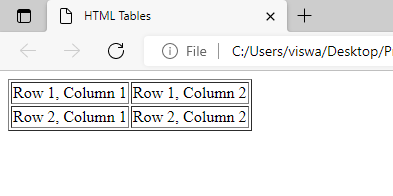 HTML Tables
File C:/Users/viswa/Desktop/P
Row 1, Column 1 Row 1, Column 2
Row 2, Column 1 Row 2, Column 2